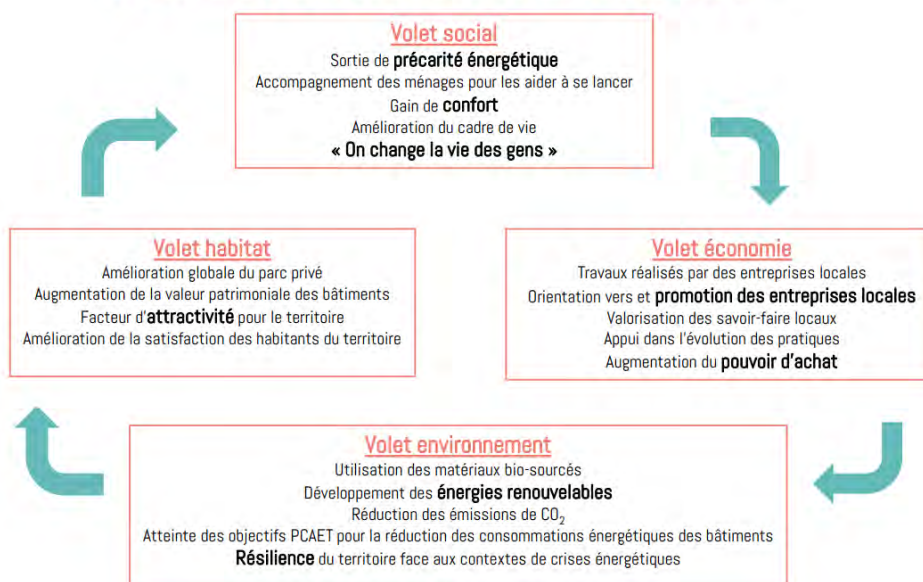 Volet social
Sortie de précarité énergétique
Accompagnement des ménages pour les aider à se lancer
Gain de confort
Amélioration du cadre de vie
« On change la vie des gens »
Volet habitat
Amélioration globale du parc privé
Augmentation de la valeur patrimoniale des bâtiments
Facteur d'attractivité pour le territoire
Amélioration de la satisfaction des habitants du territoire
Volet économie
Travaux réalisés par des entreprises locales
Orientation vers et promotion des entreprises locales
Valorisation des savoir-faire locaux
Appui dans l'évolution des pratiques
Augmentation du pouvoir d'achat
Volet environnement
Utilisation des matériaux bio-sourcés
Développement des énergies renouvelables
Réduction des émissions de CO₂
Atteinte des objectifs PCAET pour la réduction des consommations énergétiques des bâtiments
Résilience du territoire face aux contextes de crises énergétiques